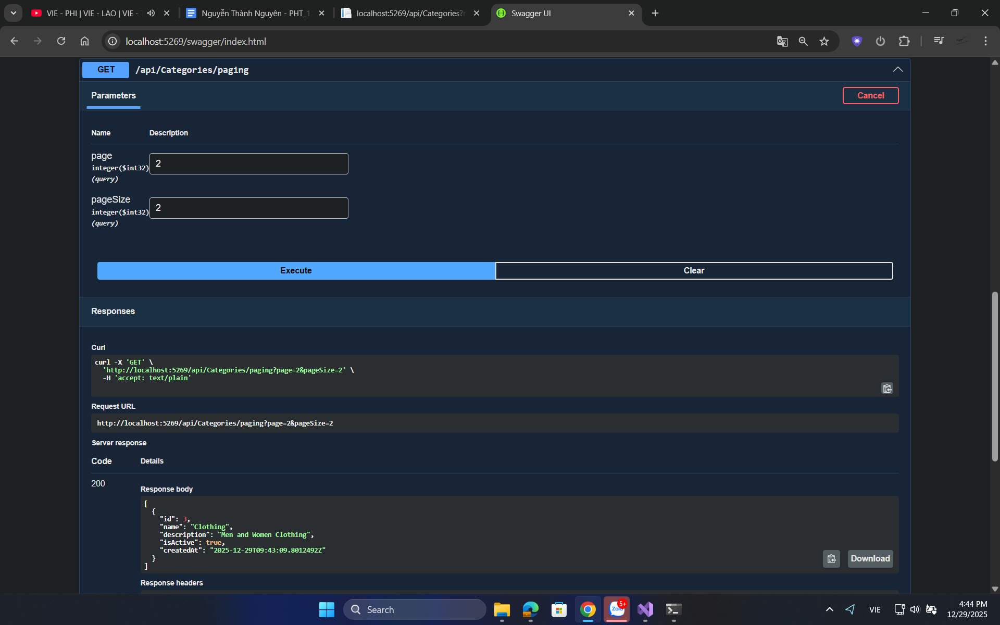 VIE - PHI | VIE - LAO | VIE -
Nguyễn Thành Nguyên - PHT_
localhost:5269/api/Categories?
Swagger UI
localhost:5269/swagger/index.html
GET /api/Categories/paging
Parameters
Cancel
Name Description
page
integer($int32)
(query)
2
pageSize
integer($int32)
(query)
2
Execute
Clear
Responses
Curl
curl -X 'GET' \
'http://localhost:5269/api/Categories/paging?page=2&pageSize=2' \
-H 'accept: text/plain'
Request URL
http://localhost:5269/api/Categories/paging?page=2&pageSize=2
Server response
Code Details
200
Response body
[
{
"id": 3,
"name": "Clothing",
"description": "Men and Women Clothing",
"isActive": true,
"createdAt": "2025-12-29T09:43:09.8012492Z"
}
]
Download
Response headers
Search
Zalo
5+
VIE
4:44 PM
12/29/2025